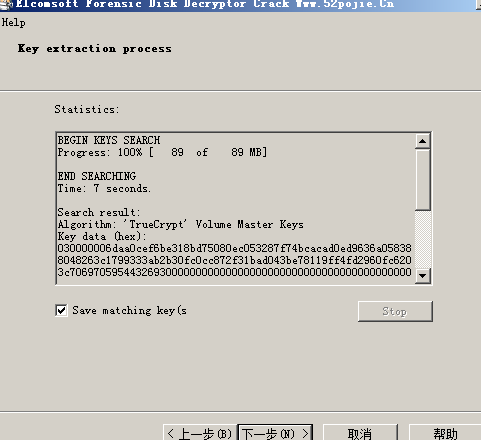 Elcomsoft Forensic Disk Decryptor Crack Www.52pojie.Cn
Help
Key extraction process
Statistics:
BEGIN KEYS SEARCH
Progress: 100% [   89  of   89 MB]
END SEARCHING
Time: 7 seconds.
Search result:
Algorithm: 'TrueCrypt' Volume Master Keys
Key data (hex):
030000006daa0cef6be318bd75080ec053287f74bcacad0ed9636a05838
8048263c1799333ab2b30fc0cc872f31bad043be78119ff4fd2960fc620
3c70697059544326930000000000000000000000000000000000000000
Save matching key(s
Stop
< 上一步(B) 下一步(N) > 取消 帮助